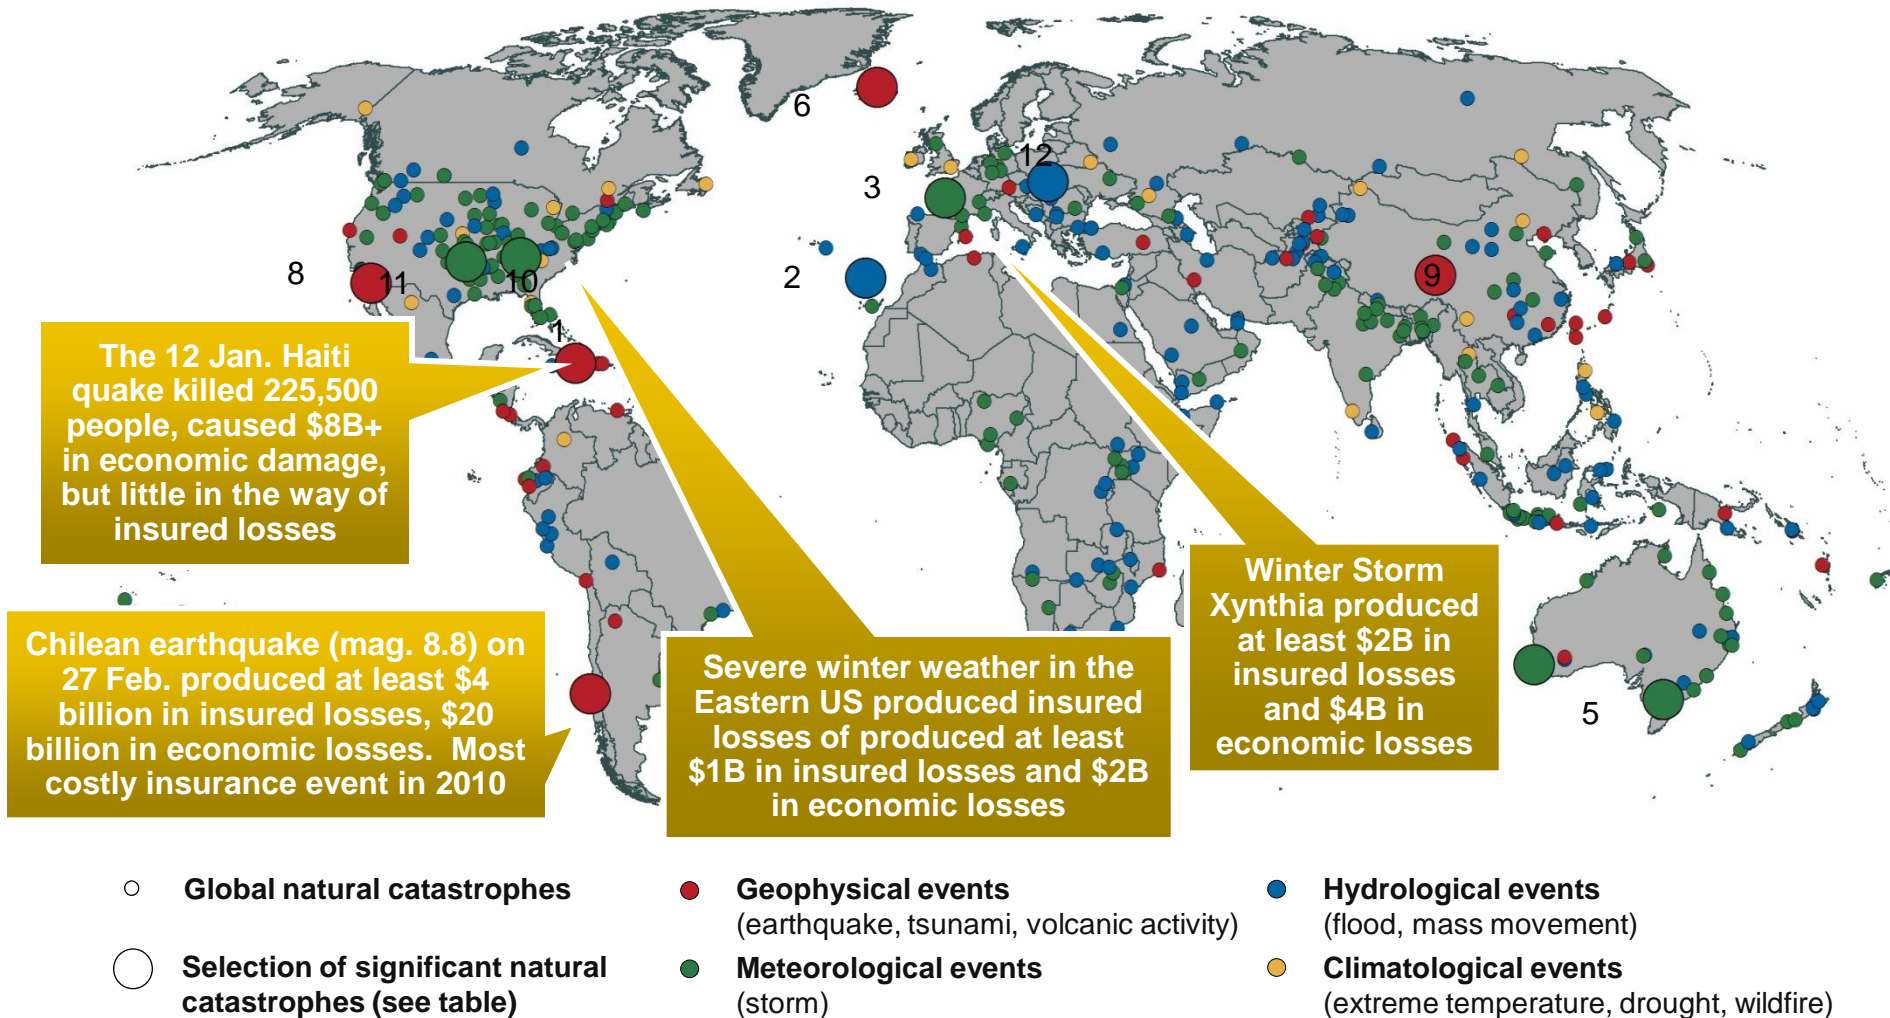 6
12
3
8
11
10
2
9
1
The 12 Jan. Haiti
quake killed 225,500
people, caused $8B+
in economic damage,
but little in the way of
insured losses
Chilean earthquake (mag. 8.8) on
27 Feb. produced at least $4
billion in insured losses, $20
billion in economic losses.  Most
costly insurance event in 2010
Severe winter weather in the
Eastern US produced insured
losses of produced at least
$1B in insured losses and $2B
in economic losses
Winter Storm
Xynthia produced
at least $2B in
insured losses
and $4B in
economic losses
5
Global natural catastrophes
Selection of significant natural
catastrophes (see table)
Geophysical events
(earthquake, tsunami, volcanic activity)
Meteorological events
(storm)
Hydrological events
(flood, mass movement)
Climatological events
(extreme temperature, drought, wildfire)